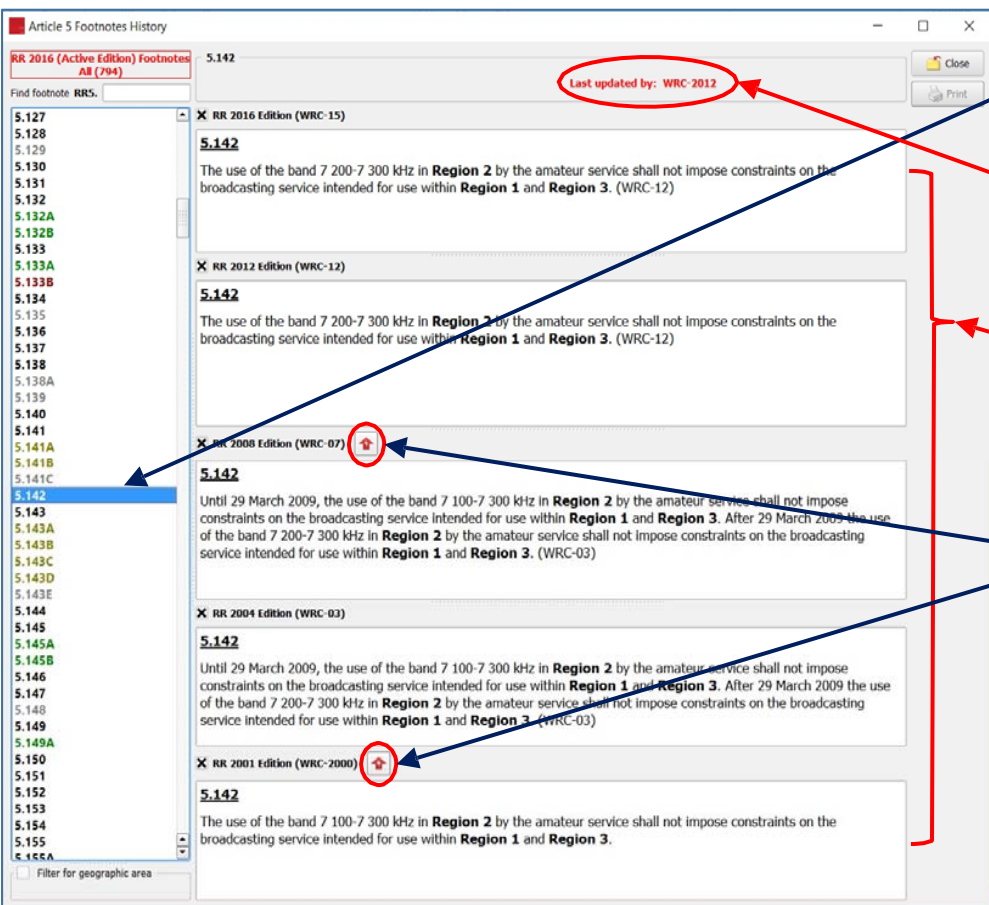 Article 5 Footnotes History
RR 2016 (Active Edition) Footnotes
All (794)
Find footnote RR5.
5.127
5.128
5.129
5.130
5.131
5.132
5.132A
5.132B
5.133
5.133A
5.133B
5.134
5.135
5.136
5.137
5.138
5.138A
5.139
5.140
5.141
5.141A
5.141B
5.141C
5.142
5.143
5.143A
5.143B
5.143C
5.143D
5.143E
5.144
5.145
5.145A
5.145B
5.146
5.147
5.148
5.149
5.149A
5.150
5.151
5.152
5.153
5.154
5.155
5.155A
Filter for geographic area
5.142
Last updated by: WRC-2012
Close
Print
RR 2016 Edition (WRC-15)
5.142
The use of the band 7 200-7 300 kHz in Region 2 by the amateur service shall not impose constraints on the
broadcasting service intended for use within Region 1 and Region 3. (WRC-12)
RR 2012 Edition (WRC-12)
5.142
The use of the band 7 200-7 300 kHz in Region 2 by the amateur service shall not impose constraints on the
broadcasting service intended for use within Region 1 and Region 3. (WRC-12)
RR 2008 Edition (WRC-07)
5.142
Until 29 March 2009, the use of the band 7 100-7 300 kHz in Region 2 by the amateur service shall not impose
constraints on the broadcasting service intended for use within Region 1 and Region 3. After 29 March 2009 the use
of the band 7 200-7 300 kHz in Region 2 by the amateur service shall not impose constraints on the broadcasting
service intended for use within Region 1 and Region 3. (WRC-03)
RR 2004 Edition (WRC-03)
5.142
Until 29 March 2009, the use of the band 7 100-7 300 kHz in Region 2 by the amateur service shall not impose
constraints on the broadcasting service intended for use within Region 1 and Region 3. After 29 March 2009 the use
of the band 7 200-7 300 kHz in Region 2 by the amateur service shall not impose constraints on the broadcasting
service intended for use within Region 1 and Region 3. (WRC-03)
RR 2001 Edition (WRC-2000)
5.142
The use of the band 7 100-7 300 kHz in Region 2 by the amateur service shall not impose constraints on the
broadcasting service intended for use within Region 1 and Region 3.